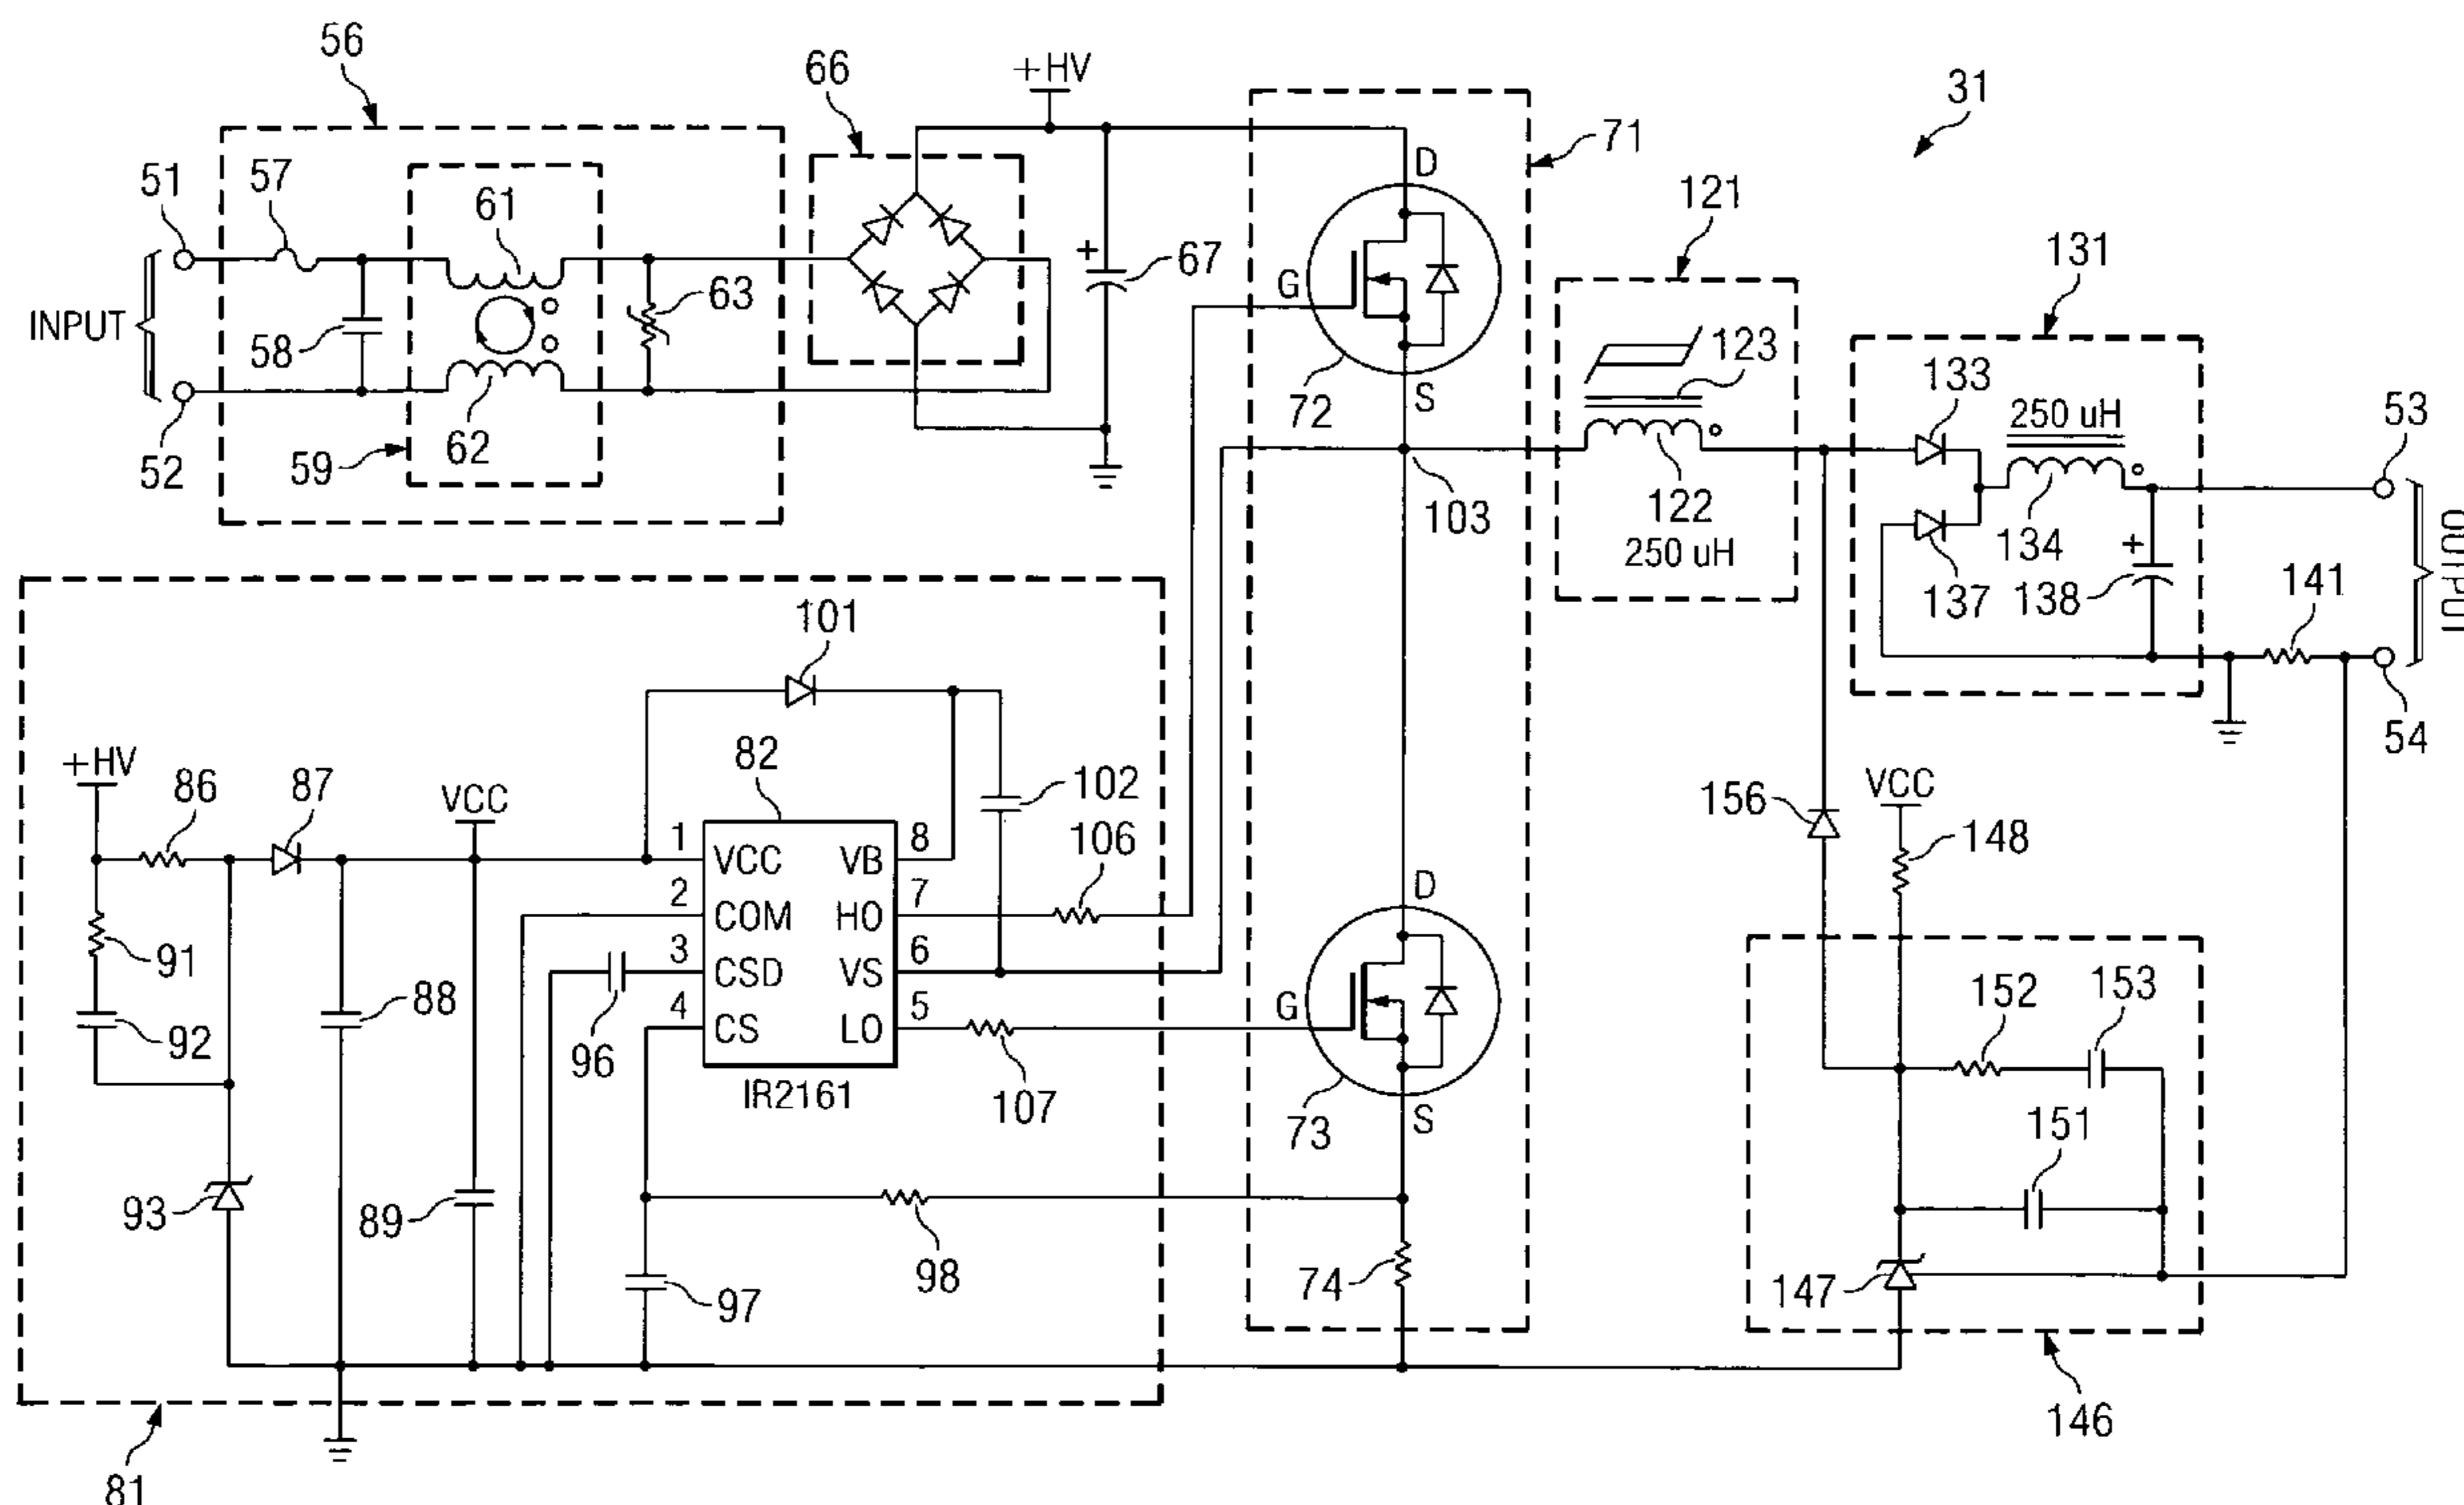 56
66
+HV
31
51
57
61
D
71
121
131
INPUT
58
63
+
67
G
123
133
250 uH
53
52
59
62
72
S
103
122
250 uH
134
137
+
138
141
OUTPUT
54
101
82
+HV
86
87
VCC
102
106
156
VCC
148
1
VCC
VB
8
2
COM
HO
7
3
CSD
VS
6
4
CS
LO
5
IR2161
91
92
88
96
107
D
G
73
S
152
153
151
93
89
97
98
74
147
146
81